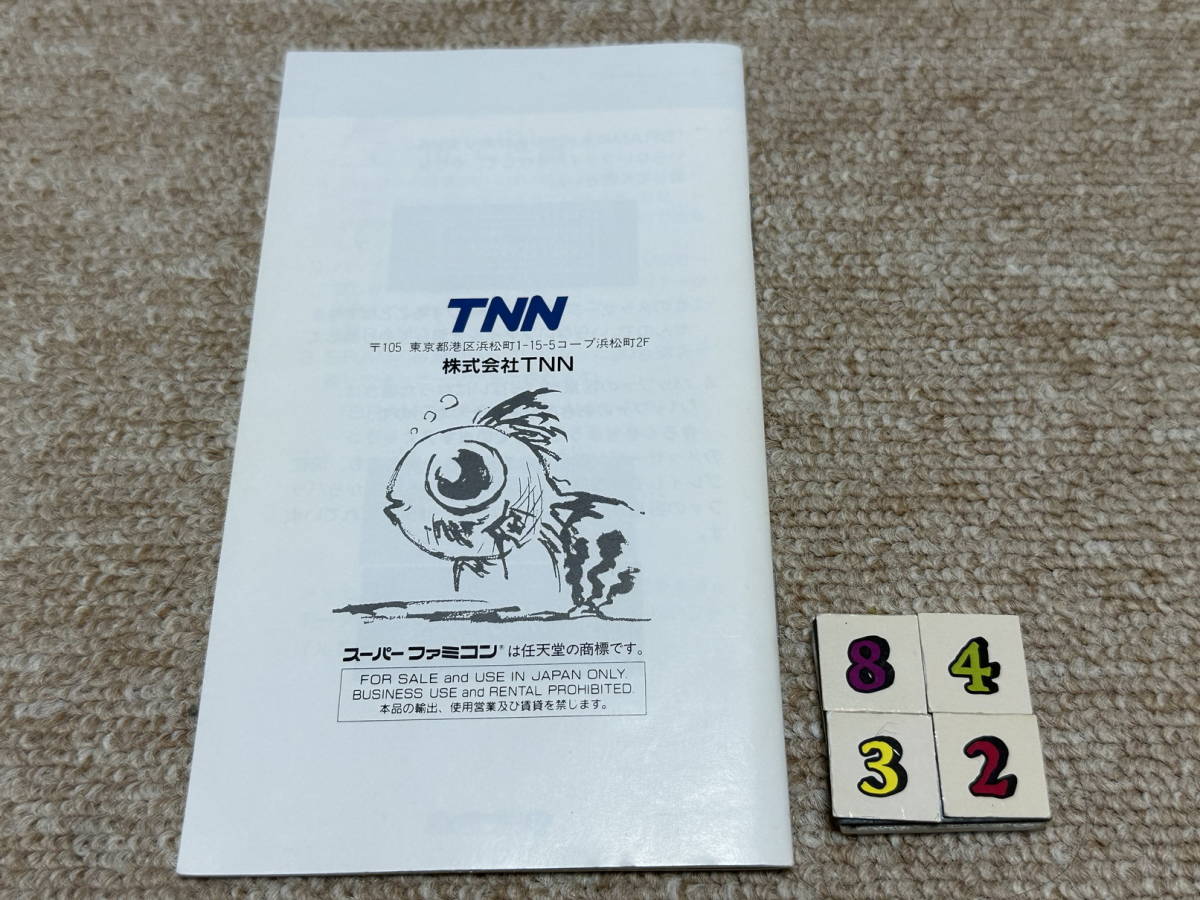 TNN
〒105 東京都港区浜松町1-15-5コープ浜松町2F
株式会社TNN
スーパーファミコン®は任天堂の商標です。
FOR SALE and USE IN JAPAN ONLY.
BUSINESS USE and RENTAL PROHIBITED.
本品の輸出、使用営業及び賃貸を禁じます。
8 4
3 2